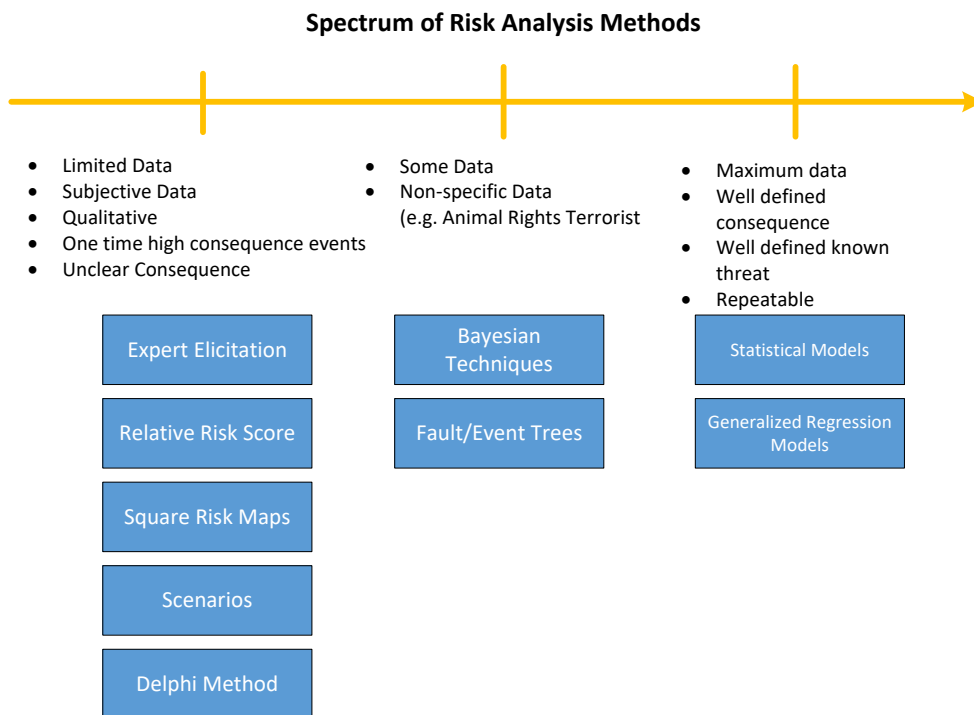 Spectrum of Risk Analysis Methods
• Limited Data
• Subjective Data
• Qualitative
• One time high consequence events
• Unclear Consequence
• Some Data
• Non-specific Data
(e.g. Animal Rights Terrorist
• Maximum data
• Well defined
consequence
• Well defined known
threat
• Repeatable
Expert Elicitation
Relative Risk Score
Square Risk Maps
Scenarios
Delphi Method
Bayesian
Techniques
Fault/Event Trees
Statistical Models
Generalized Regression
Models